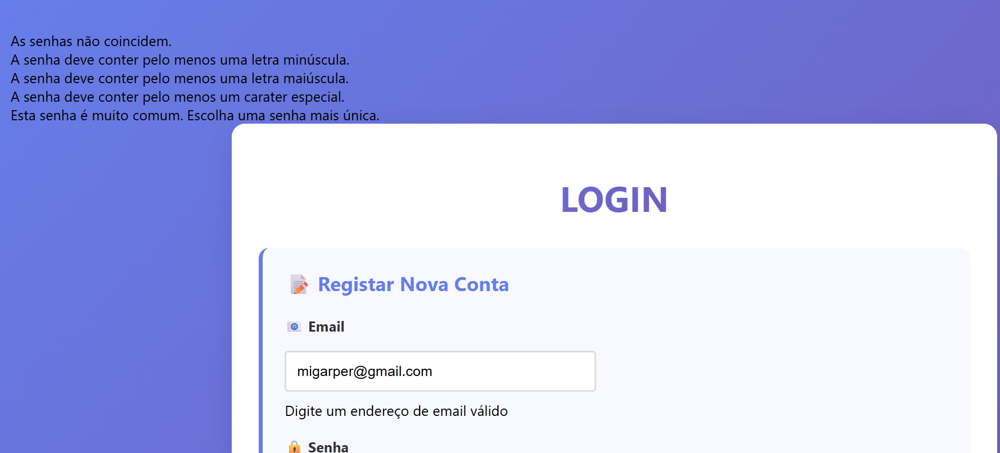 As senhas não coincidem.
A senha deve conter pelo menos uma letra minúscula.
A senha deve conter pelo menos uma letra maiúscula.
A senha deve conter pelo menos um carater especial.
Esta senha é muito comum. Escolha uma senha mais única.
LOGIN
Registar Nova Conta
Email
migarper@gmail.com
Digite um endereço de email válido
Senha